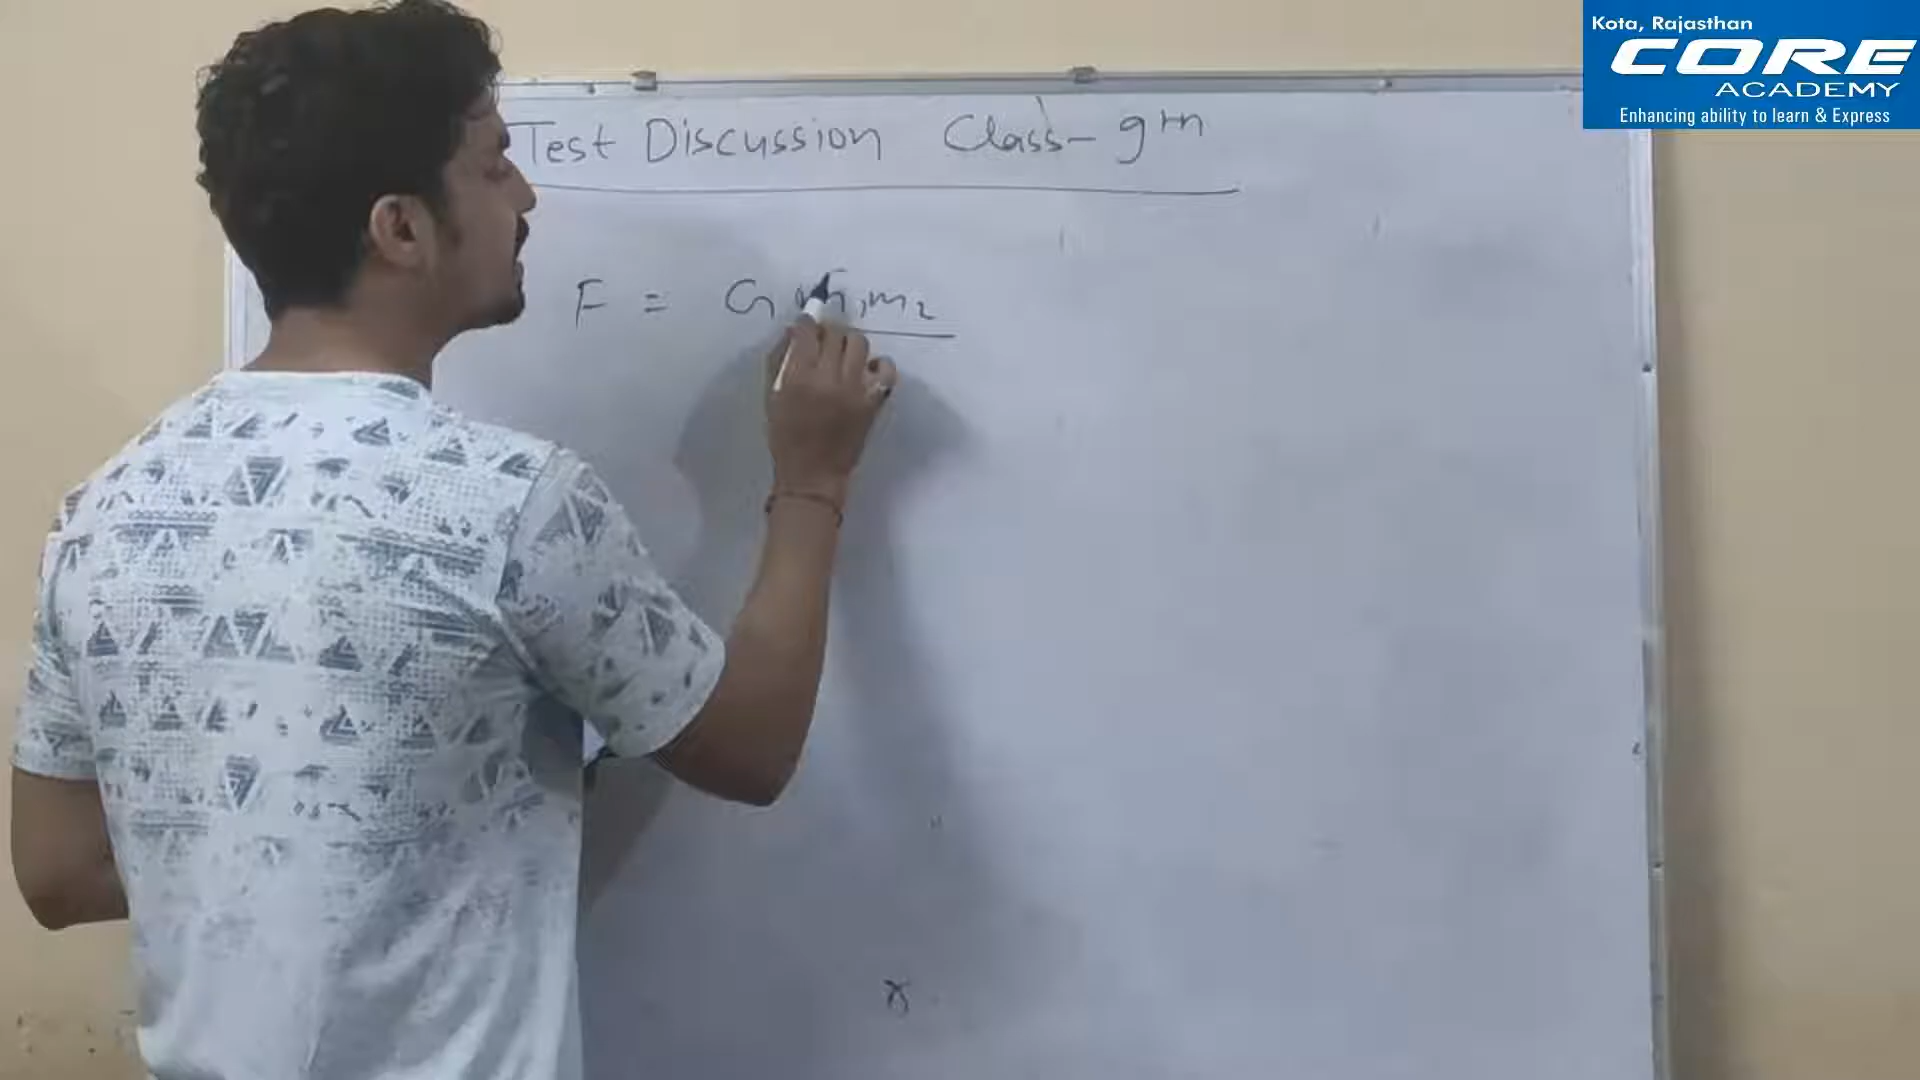 Kota, Rajasthan
CORE
ACADEMY
Enhancing ability to learn & Express
Test Discussion Class- 9th
F = G m1m2
x